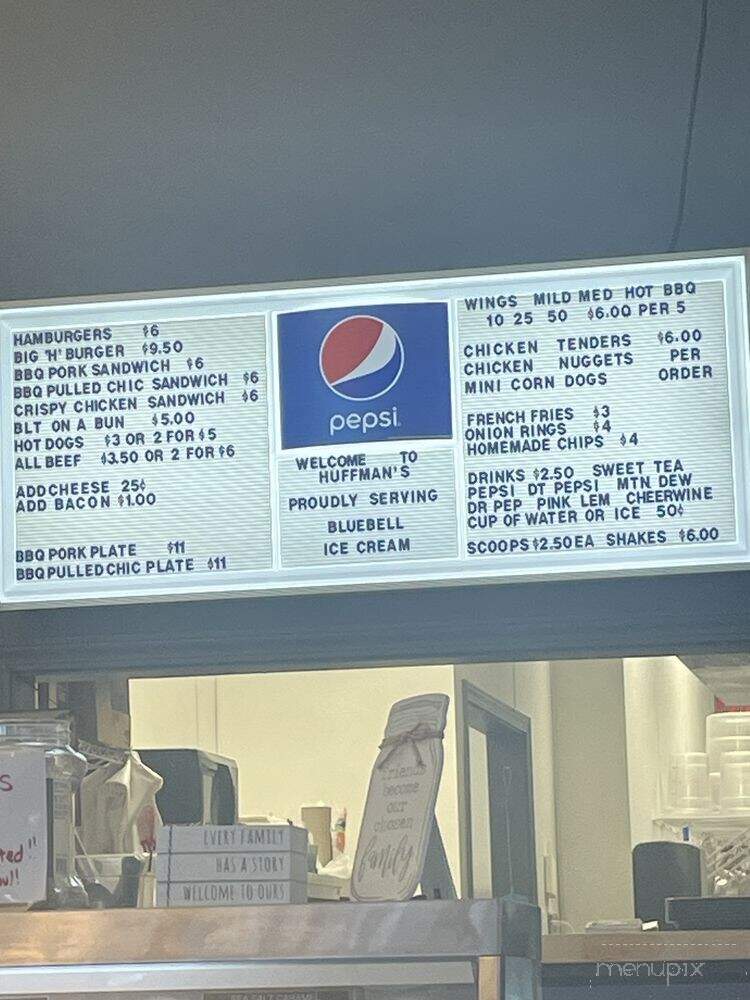 HAMBURGERS $6
BIG 'H' BURGER $9.50
BBQ PORK SANDWICH $6
BBQ PULLED CHIC SANDWICH $6
CRISPY CHICKEN SANDWICH $6
BLT ON A BUN $5.00
HOT DOGS $3 OR 2 FOR $5
ALL BEEF $3.50 OR 2 FOR $6
ADD CHEESE 25¢
ADD BACON $1.00
BBQ PORK PLATE $11
BBQ PULLED CHIC PLATE $11
pepsi
WELCOME TO
HUFFMAN'S
PROUDLY SERVING
BLUEBELL
ICE CREAM
WINGS MILD MED HOT BBQ
10 25 50 $6.00 PER 5
CHICKEN TENDERS $6.00
CHICKEN NUGGETS PER
MINI CORN DOGS ORDER
FRENCH FRIES $3
ONION RINGS $4
HOMEMADE CHIPS $4
DRINKS $2.50 SWEET TEA
PEPSI DT PEPSI MTN DEW
DR PEP PINK LEM CHEERWINE
CUP OF WATER OR ICE 50¢
SCOOPS $2.50 EA SHAKES $6.00
friends
become
our
chosen
family
EVERY FAMILY
HAS A STORY
WELCOME TO OURS
menupix